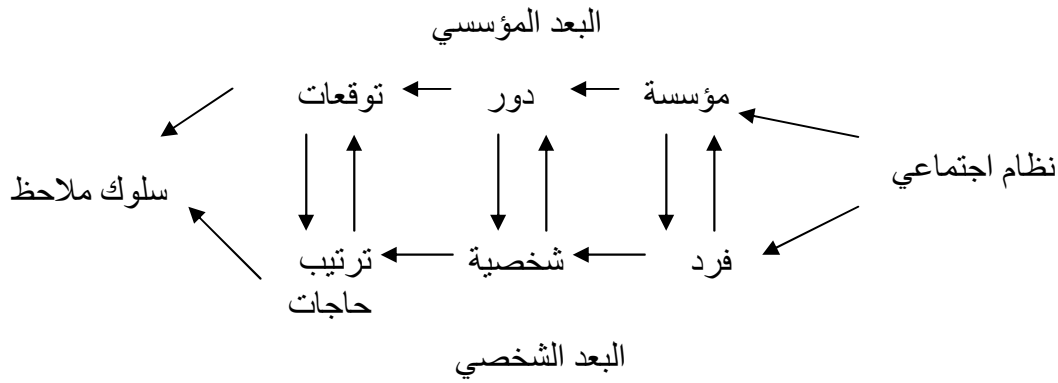 البعد المؤسسي
مؤسسة دور توقعات
نظام اجتماعي
سلوك ملاحظ
فرد شخصية ترتيب
حاجات
البعد الشخصي